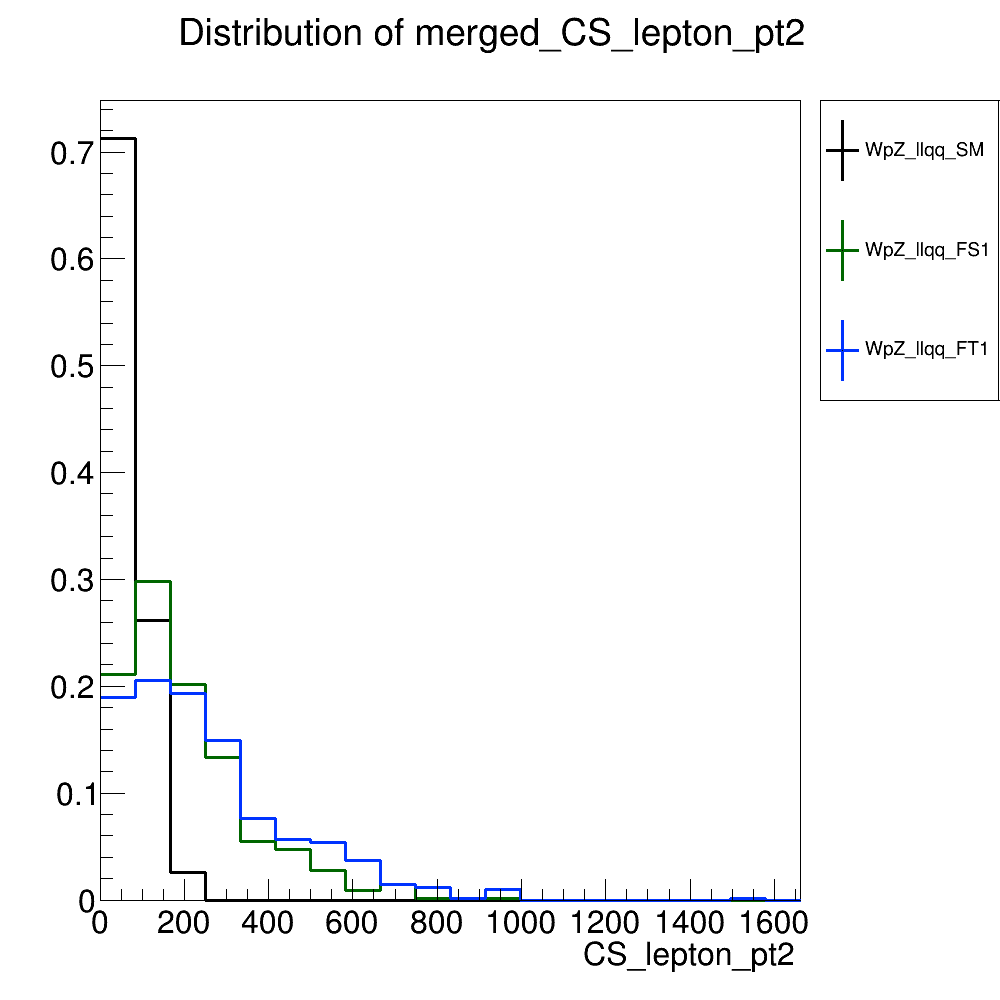 Distribution of merged_CS_lepton_pt2
WpZ_llqq_SM
WpZ_llqq_FS1
WpZ_llqq_FT1
0.7
0.6
0.5
0.4
0.3
0.2
0.1
0
0 200 400 600 800 1000 1200 1400 1600
CS_lepton_pt2